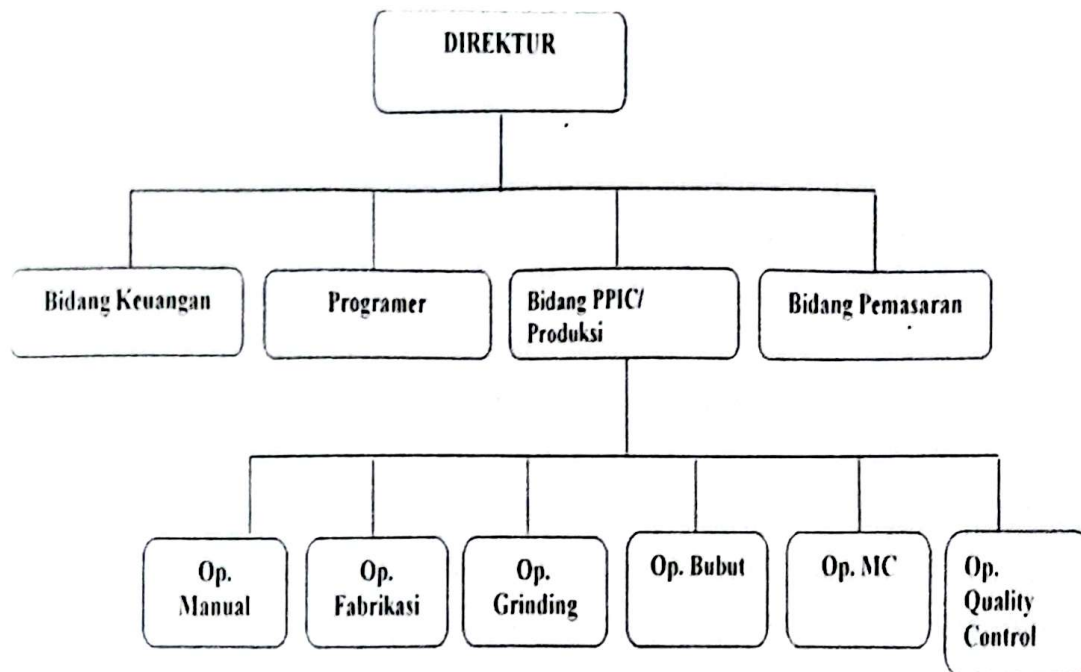 DIREKTUR
Bidang Keuangan
Programer
Bidang PPIC/
Produksi
Bidang Pemasaran
Op.
Manual
Op.
Fabrikasi
Op.
Grinding
Op. Bubut
Op. MC
Op.
Quality
Control